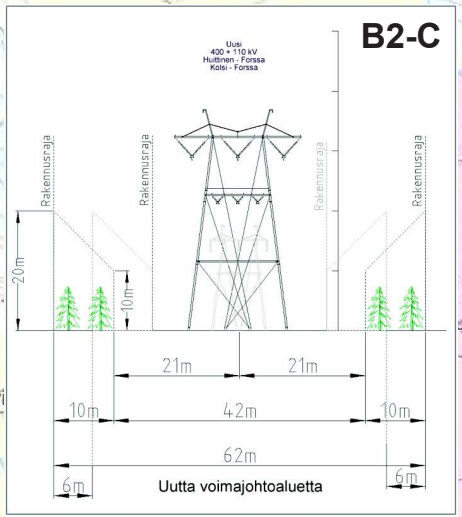 B2-C
Uusi
400 + 110 kV
Huittinen - Forssa
Kolsi - Forssa
Rakennusraja
Rakennusraja
Rakennusraja
Rakennusraja
20m
10m
21m
21m
10m
42m
10m
62m
6m
Uutta voimajohtoaluetta
6m